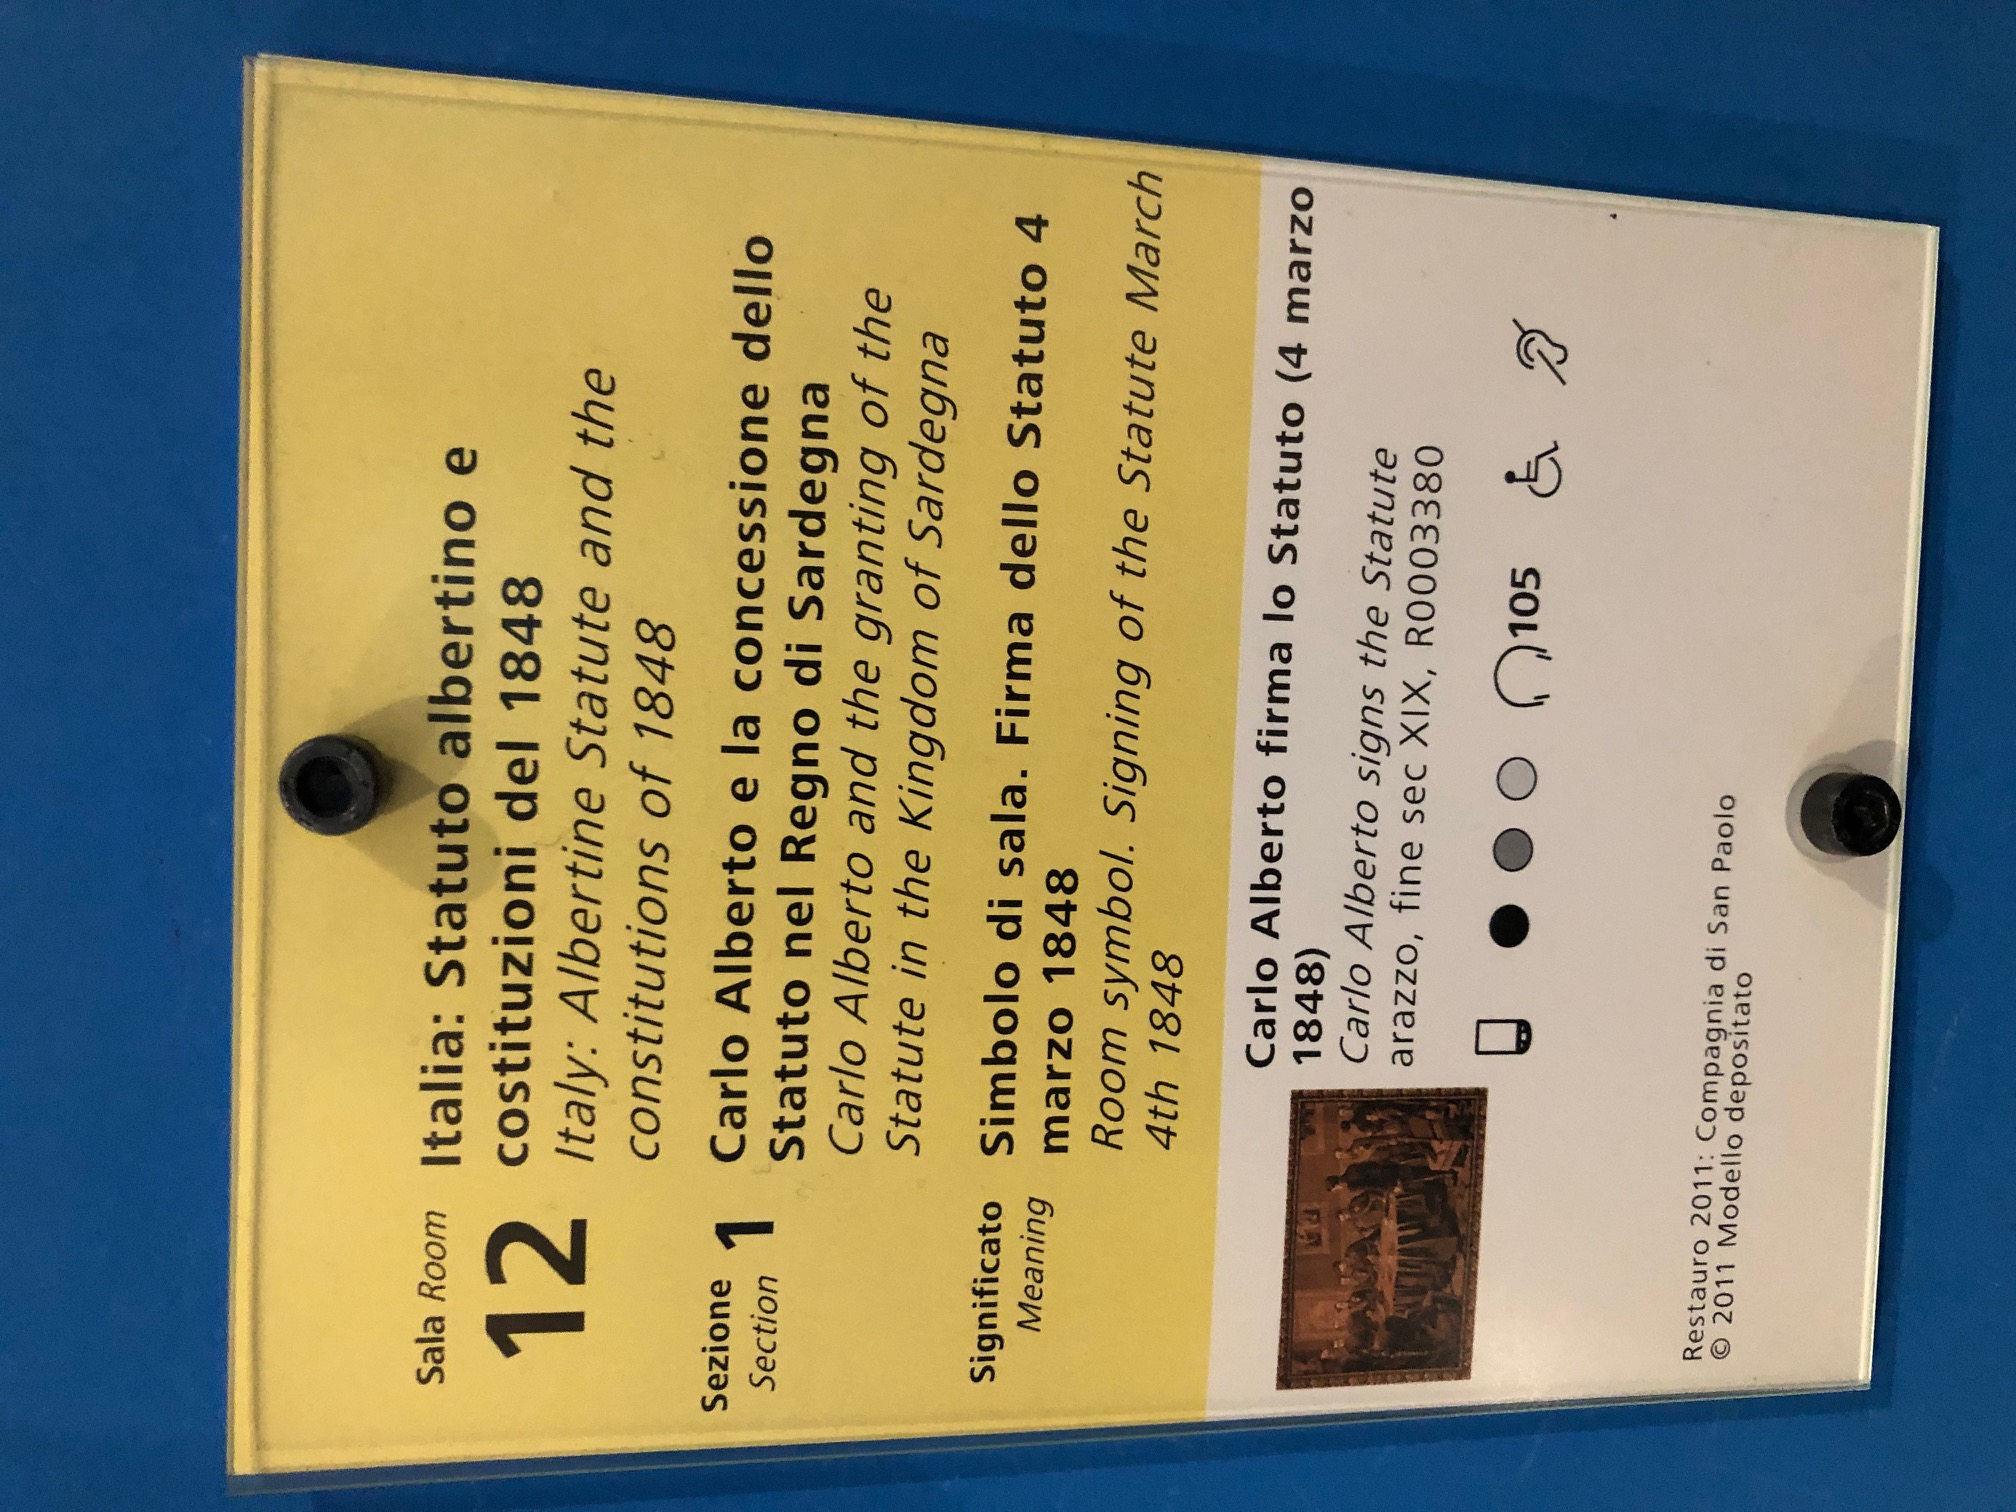 Sala Room
12
Italia: Statuto albertino e
costituzioni del 1848
Italy: Albertine Statute and the
constitutions of 1848
Sezione
Section
1
Carlo Alberto e la concessione dello
Statuto nel Regno di Sardegna
Carlo Alberto and the granting of the
Statute in the Kingdom of Sardegna
Significato
Meaning
Simbolo di sala. Firma dello Statuto 4
marzo 1848
Room symbol. Signing of the Statute March
4th 1848
Carlo Alberto firma lo Statuto (4 marzo
1848)
Carlo Alberto signs the Statute
arazzo, fine sec XIX, R0003380
105
Restauro 2011: Compagnia di San Paolo
© 2011 Modello depositato